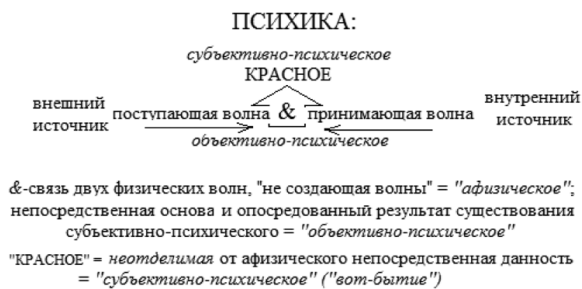 ПСИХИКА:
субъективно-психическое
КРАСНОЕ
внешний источник
поступающая волна & принимающая волна
внутренний источник
объективно-психическое
&-связь двух физических волн, "не создающая волны" = "афизическое";
непосредственная основа и опосредованный результат существования
субъективно-психического = "объективно-психическое"
"КРАСНОЕ" = неотделимая от афизического непосредственная данность
= "субъективно-психическое" ("вот-бытие")